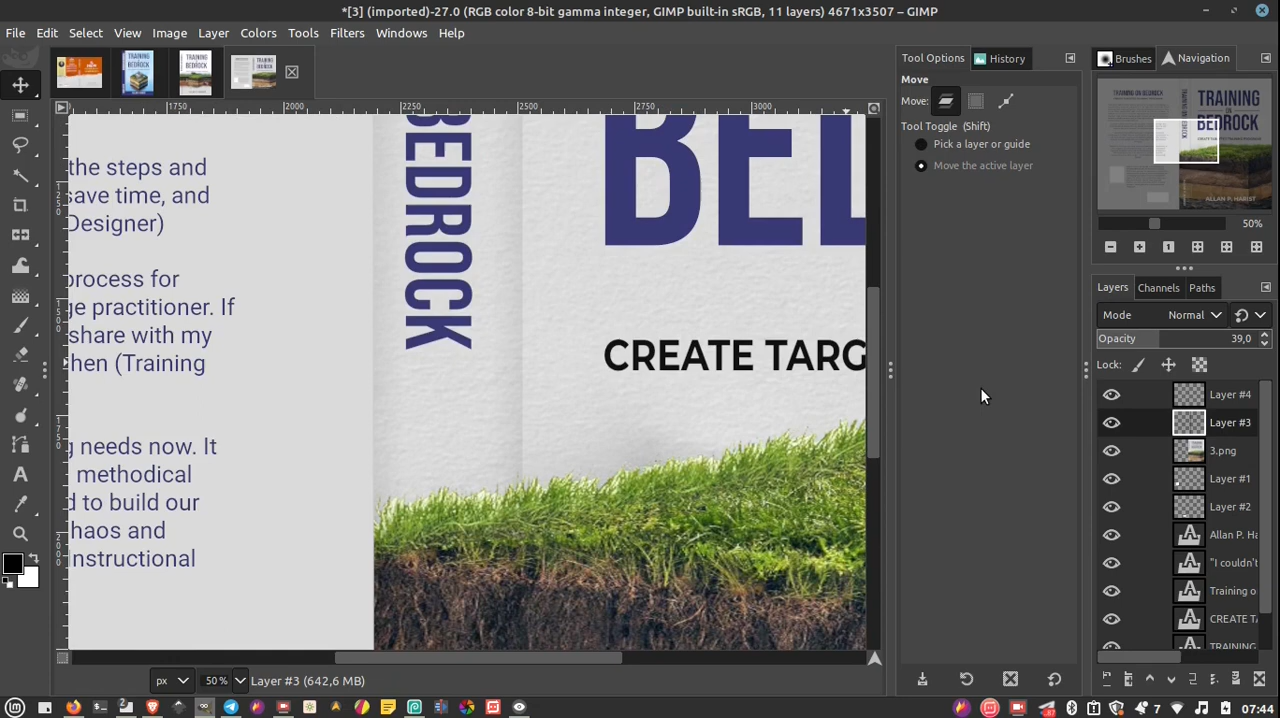 *[3] (imported)-27.0 (RGB color 8-bit gamma integer, GIMP built-in sRGB, 11 layers) 4671x3507 – GIMP
File Edit Select View Image Layer Colors Tools Filters Windows Help
Tool Options History
Brushes Navigation
Move
Move:
Tool Toggle (Shift)
Pick a layer or guide
Move the active layer
1750 2000 2250 2500 2750 3000
the steps and
save time, and
Designer)
process for
ge practitioner. If
share with my
hen (Training
g needs now. It
methodical
d to build our
haos and
nstructional
BEDROCK
BEL
CREATE TARG
TRAINING
ON
BEDROCK
ALLAN P. HARIST
50%
Layers Channels Paths
Mode Normal
Opacity 39,0
Lock:
Layer #4
Layer #3
3.png
Layer #1
Layer #2
Allan P. Ha
"I couldn't
Training o
CREATE TA
TRAINING
px 50% Layer #3 (642,6 MB)
7 07:44